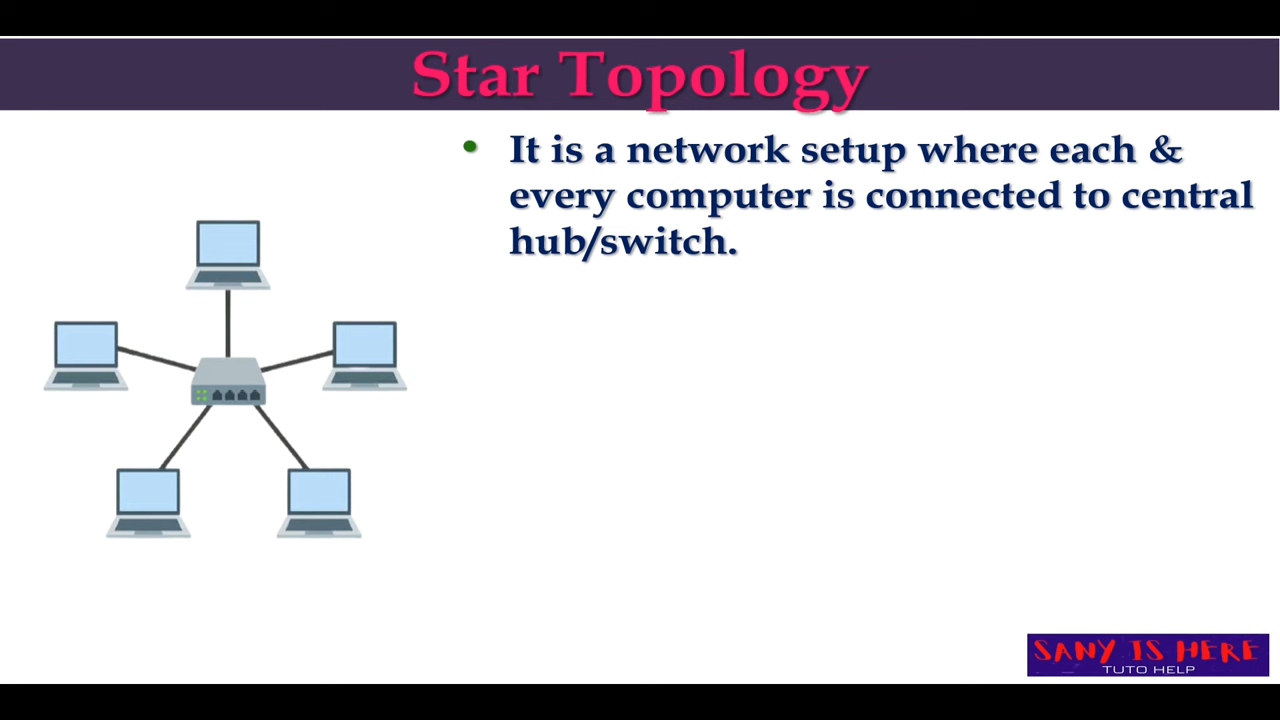 Star Topology
• It is a network setup where each &
every computer is connected to central
hub/switch.
SANY IS HERE
TUTO HELP